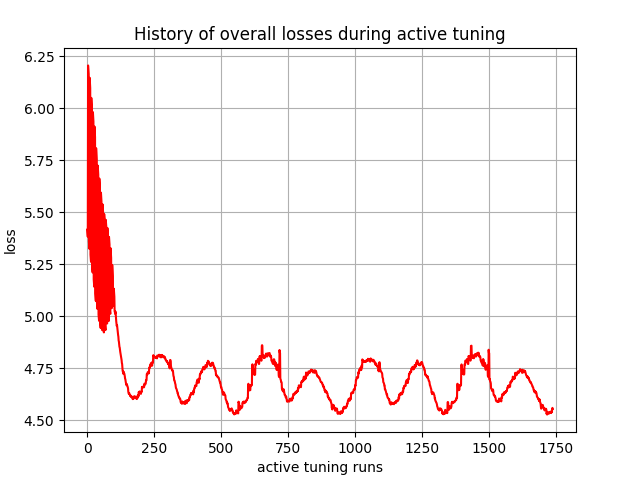 History of overall losses during active tuning
6.25
6.00
5.75
5.50
5.25
5.00
4.75
4.50
loss
0 250 500 750 1000 1250 1500 1750
active tuning runs